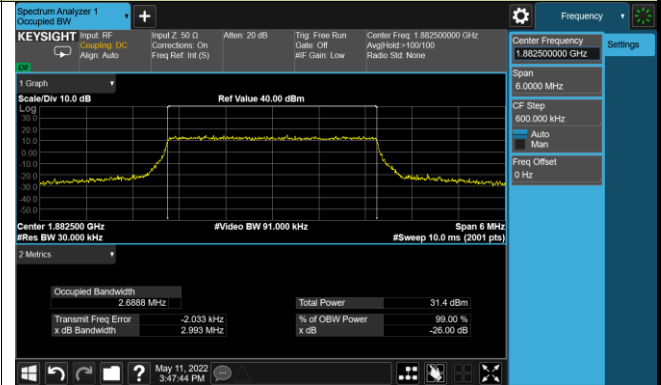 Spectrum Analyzer 1
Occupied BW
+
Frequency
KEYSIGHT
Input: RF
Coupling: DC
Align: Auto
Input Z: 50 Ω
Corrections: On
Freq Ref: Int (S)
Atten: 20 dB
Trig: Free Run
Gate: Off
#IF Gain: Low
Center Freq: 1.882500000 GHz
Avg|Hold:>100/100
Radio Std: None
Center Frequency
1.882500000 GHz
Settings
Span
6.0000 MHz
CF Step
600.000 kHz
Auto
Man
Freq Offset
0 Hz
1 Graph
Scale/Div 10.0 dB
Ref Value 40.00 dBm
Log
30.0
20.0
10.0
0.00
-10.0
-20.0
-30.0
-40.0
-50.0
Center 1.882500 GHz
#Video BW 91.000 kHz
Span 6 MHz
#Res BW 30.000 kHz
#Sweep 10.0 ms (2001 pts)
2 Metrics
Occupied Bandwidth
2.6888 MHz
Total Power 31.4 dBm
Transmit Freq Error -2.033 kHz
% of OBW Power 99.00 %
x dB Bandwidth 2.993 MHz
x dB -26.00 dB
?
May 11, 2022
3:47:44 PM